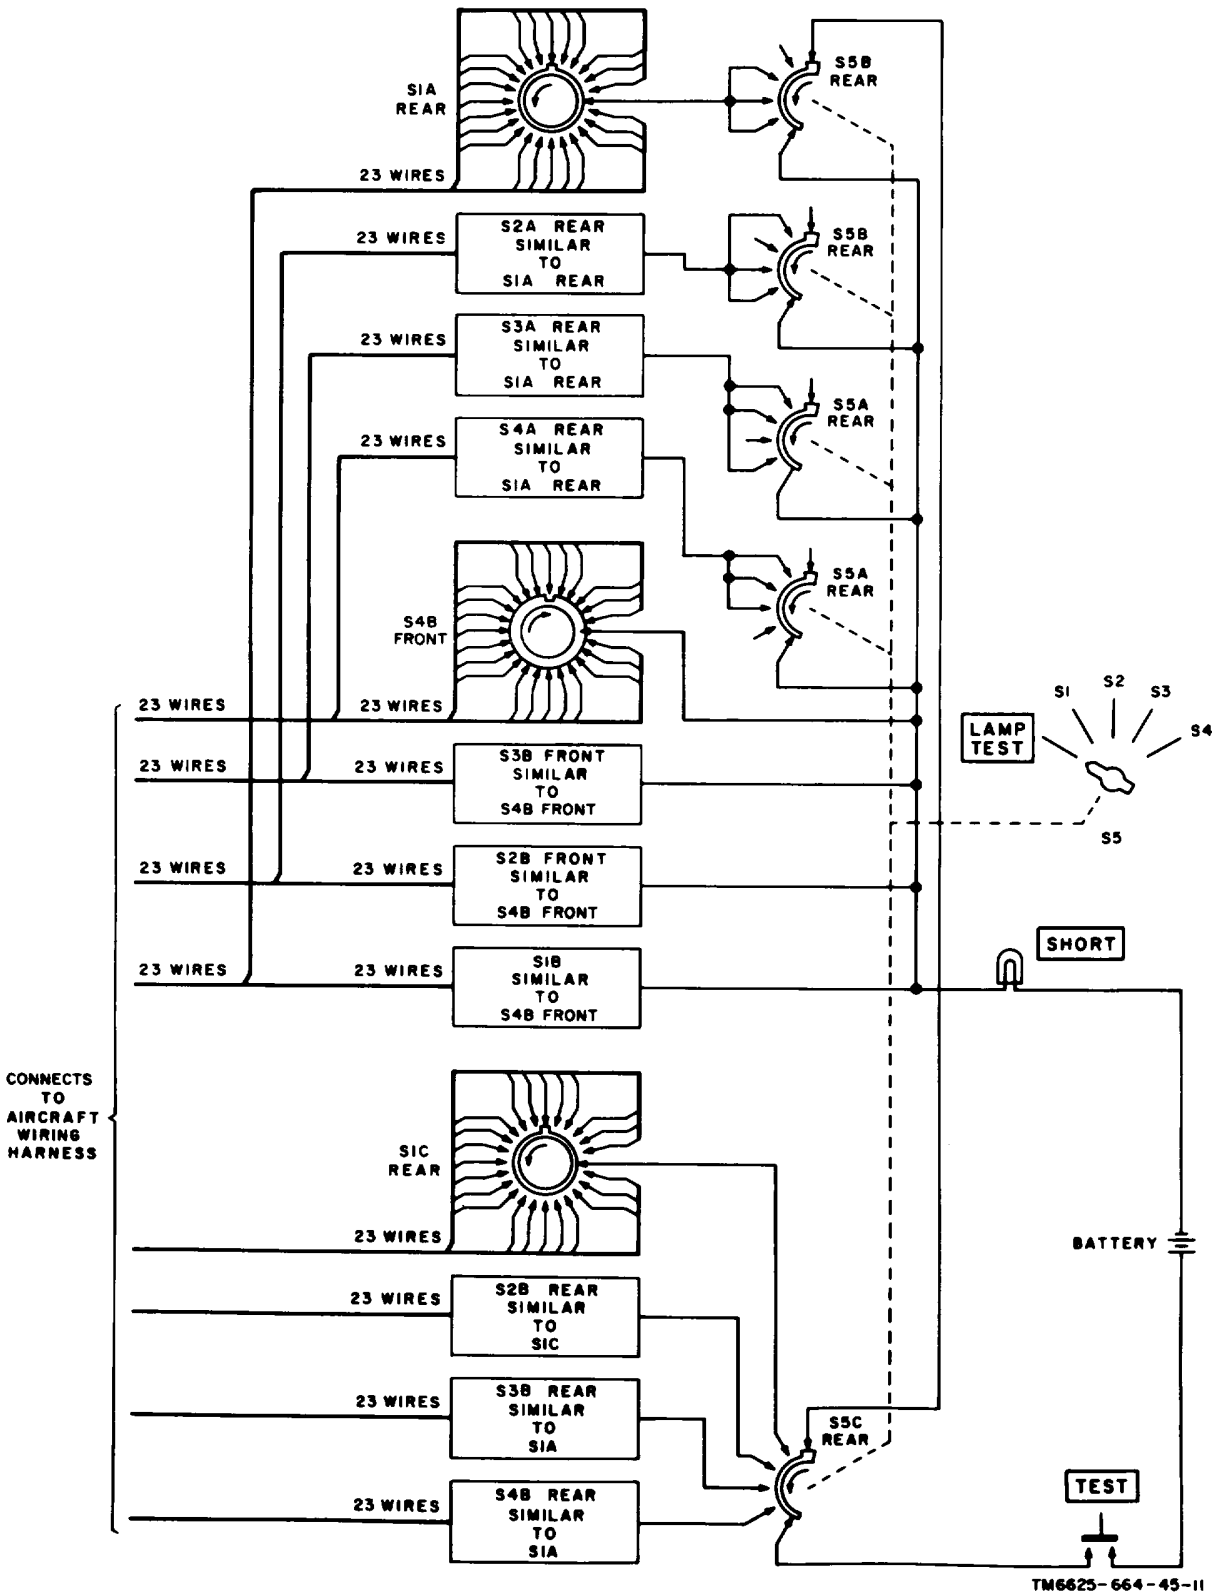 S1A
REAR
S5B
REAR
23 WIRES
23 WIRES
S2A REAR
SIMILAR
TO
S1A REAR
S5B
REAR
23 WIRES
S3A REAR
SIMILAR
TO
S1A REAR
S5A
REAR
23 WIRES
S4A REAR
SIMILAR
TO
S1A REAR
S5A
REAR
S4B
FRONT
23 WIRES
23 WIRES
LAMP
TEST
S1
S2
S3
S4
S5
23 WIRES
23 WIRES
S3B FRONT
SIMILAR
TO
S4B FRONT
23 WIRES
23 WIRES
S2B FRONT
SIMILAR
TO
S4B FRONT
23 WIRES
23 WIRES
S1B
SIMILAR
TO
S4B FRONT
SHORT
CONNECTS
TO
AIRCRAFT
WIRING
HARNESS
S1C
REAR
23 WIRES
BATTERY
23 WIRES
S2B REAR
SIMILAR
TO
S1C
23 WIRES
S3B REAR
SIMILAR
TO
S1A
S5C
REAR
23 WIRES
S4B REAR
SIMILAR
TO
S1A
TEST
TM6625-664-45-11